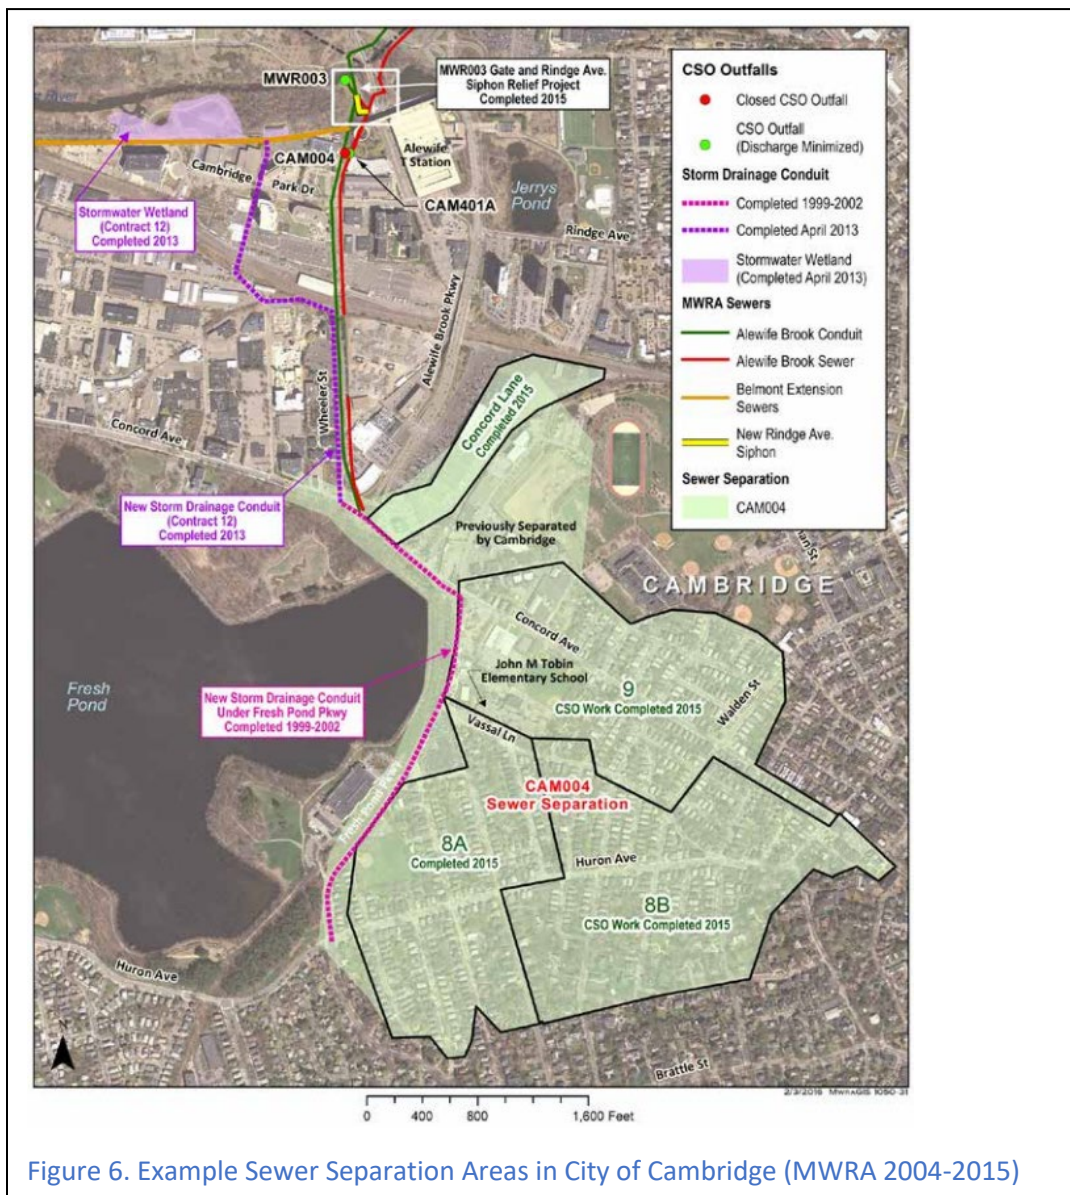 MWR003
MWR003 Gate and Rindge Ave.
Siphon Relief Project
Completed 2015
CAM004
Alewife
T Station
CAM401A
Cambridge
Park Dr
Jerrys
Pond
Rindge Ave
Stormwater Wetland
(Contract 12)
Completed 2013
Alewife Brook Pkwy
Wheeler St
Concord Ave
Concord Lane
Completed 2015
New Storm Drainage Conduit
(Contract 12)
Completed 2013
Previously Separated
by Cambridge
CAMBRIDGE
Concord Ave
John M Tobin
Elementary School
Fresh
Pond
New Storm Drainage Conduit
Under Fresh Pond Pkwy
Completed 1999-2002
9
CSO Work Completed 2015
Walden St
Vassal Ln
CAM004
Sewer Separation
8A
Completed 2015
Huron Ave
8B
CSO Work Completed 2015
Huron Ave
Brattle St
CSO Outfalls
Closed CSO Outfall
CSO Outfall
(Discharge Minimized)
Storm Drainage Conduit
Completed 1999-2002
Completed April 2013
Stormwater Wetland
(Completed April 2013)
MWRA Sewers
Alewife Brook Conduit
Alewife Brook Sewer
Belmont Extension
Sewers
New Rindge Ave.
Siphon
Sewer Separation
CAM004
N
2/3/2016 MWRAGIS 1050-31
0 400 800 1,600 Feet
Figure 6. Example Sewer Separation Areas in City of Cambridge (MWRA 2004-2015)